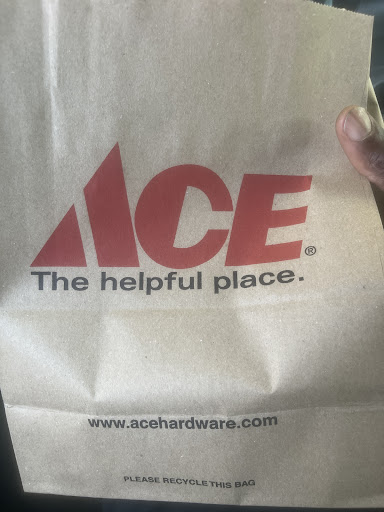 ACE®
The helpful place.
www.acehardware.com
PLEASE RECYCLE THIS BAG